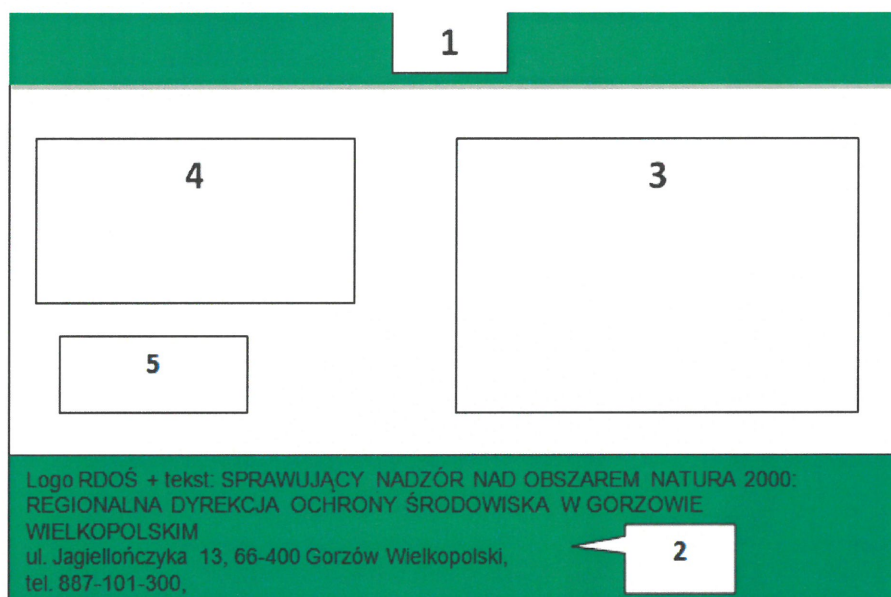 1
4
3
5
Logo RDOŚ + tekst: SPRAWUJĄCY NADZÓR NAD OBSZAREM NATURA 2000:
REGIONALNA DYREKCJA OCHRONY ŚRODOWISKA W GORZOWIE
WIELKOPOLSKIM
ul. Jagiellończyka 13, 66-400 Gorzów Wielkopolski,
2
tel. 887-101-300,